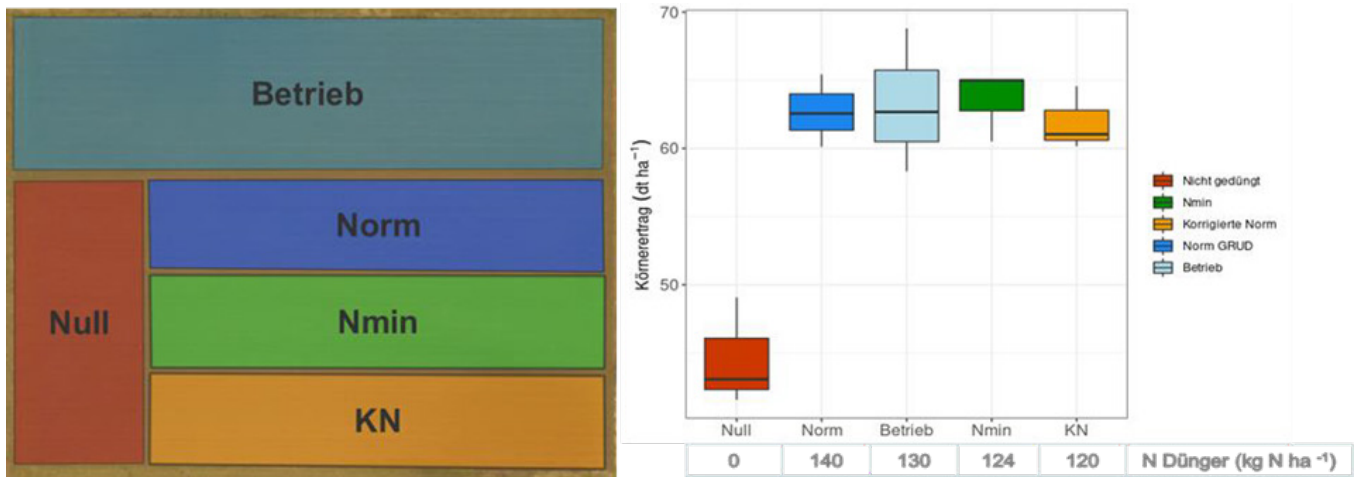 Betrieb
Norm
Null
Nmin
KN
Körnerertrag (dt ha⁻¹)
70
60
50
Null Norm Betrieb Nmin KN
Nicht gedüngt
Nmin
Korrigierte Norm
Norm GRUD
Betrieb
0 140 130 124 120 N Dünger (kg N ha ⁻¹)